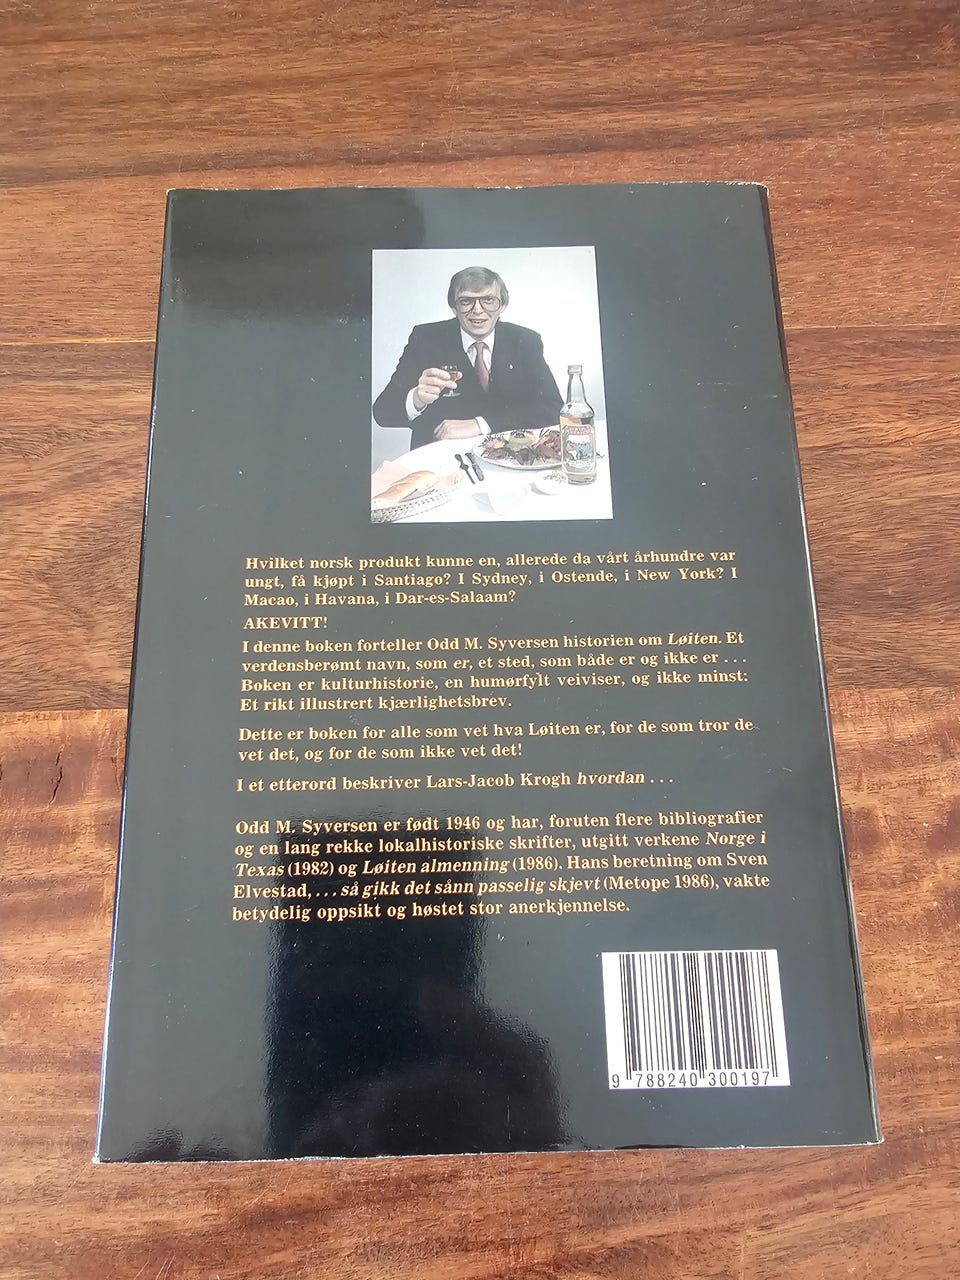 Hvilket norsk produkt kunne en, allerede da vårt århundre var
ungt, få kjøpt i Santiago? I Sydney, i Ostende, i New York? I
Macao, i Havana, i Dar-es-Salaam?
AKEVITT!
I denne boken forteller Odd M. Syversen historien om Løiten. Et
verdensberømt navn, som er, et sted, som både er og ikke er ...
Boken er kulturhistorie, en humørfylt veiviser, og ikke minst:
Et rikt illustrert kjærlighetsbrev.
Dette er boken for alle som vet hva Løiten er, for de som tror de
vet det, og for de som ikke vet det!
I et etterord beskriver Lars-Jacob Krogh hvordan ...
Odd M. Syversen er født 1946 og har, foruten flere bibliografier
og en lang rekke lokalhistoriske skrifter, utgitt verkene Norge i
Texas (1982) og Løiten almenning (1986). Hans beretning om Sven
Elvestad, ... så gikk det sånn passelig skjevt (Metope 1986), vakte
betydelig oppsikt og høstet stor anerkjennelse.
9 788240 300197